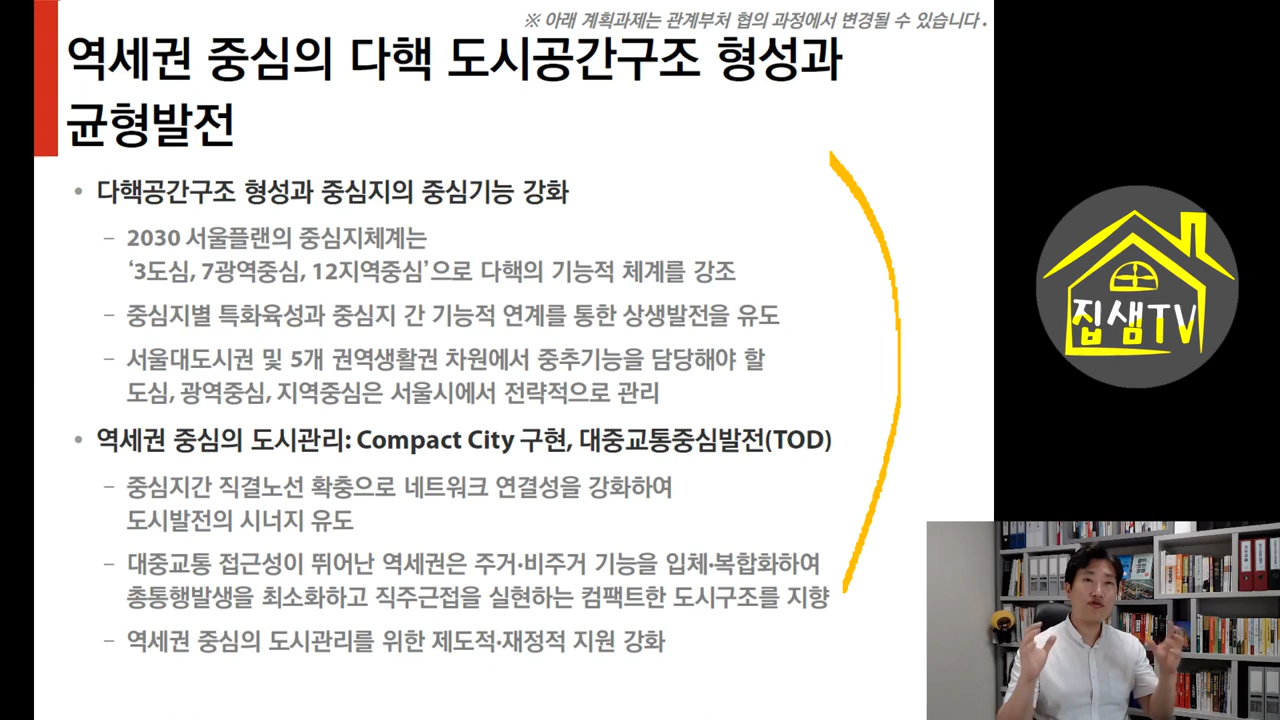 ※ 아래 계획과제는 관계부처 협의 과정에서 변경될 수 있습니다.
역세권 중심의 다핵 도시공간구조 형성과
균형발전
• 다핵공간구조 형성과 중심지의 중심기능 강화
– 2030 서울플랜의 중심지체계는
‘3도심, 7광역중심, 12지역중심’으로 다핵의 기능적 체계를 강조
– 중심지별 특화육성과 중심지 간 기능적 연계를 통한 상생발전을 유도
– 서울대도시권 및 5개 권역생활권 차원에서 중추기능을 담당해야 할
도심, 광역중심, 지역중심은 서울시에서 전략적으로 관리
• 역세권 중심의 도시관리: Compact City 구현, 대중교통중심발전(TOD)
– 중심지간 직결노선 확충으로 네트워크 연결성을 강화하여
도시발전의 시너지 유도
– 대중교통 접근성이 뛰어난 역세권은 주거·비주거 기능을 입체·복합화하여
총통행발생을 최소화하고 직주근접을 실현하는 컴팩트한 도시구조를 지향
– 역세권 중심의 도시관리를 위한 제도적·재정적 지원 강화
집샘TV